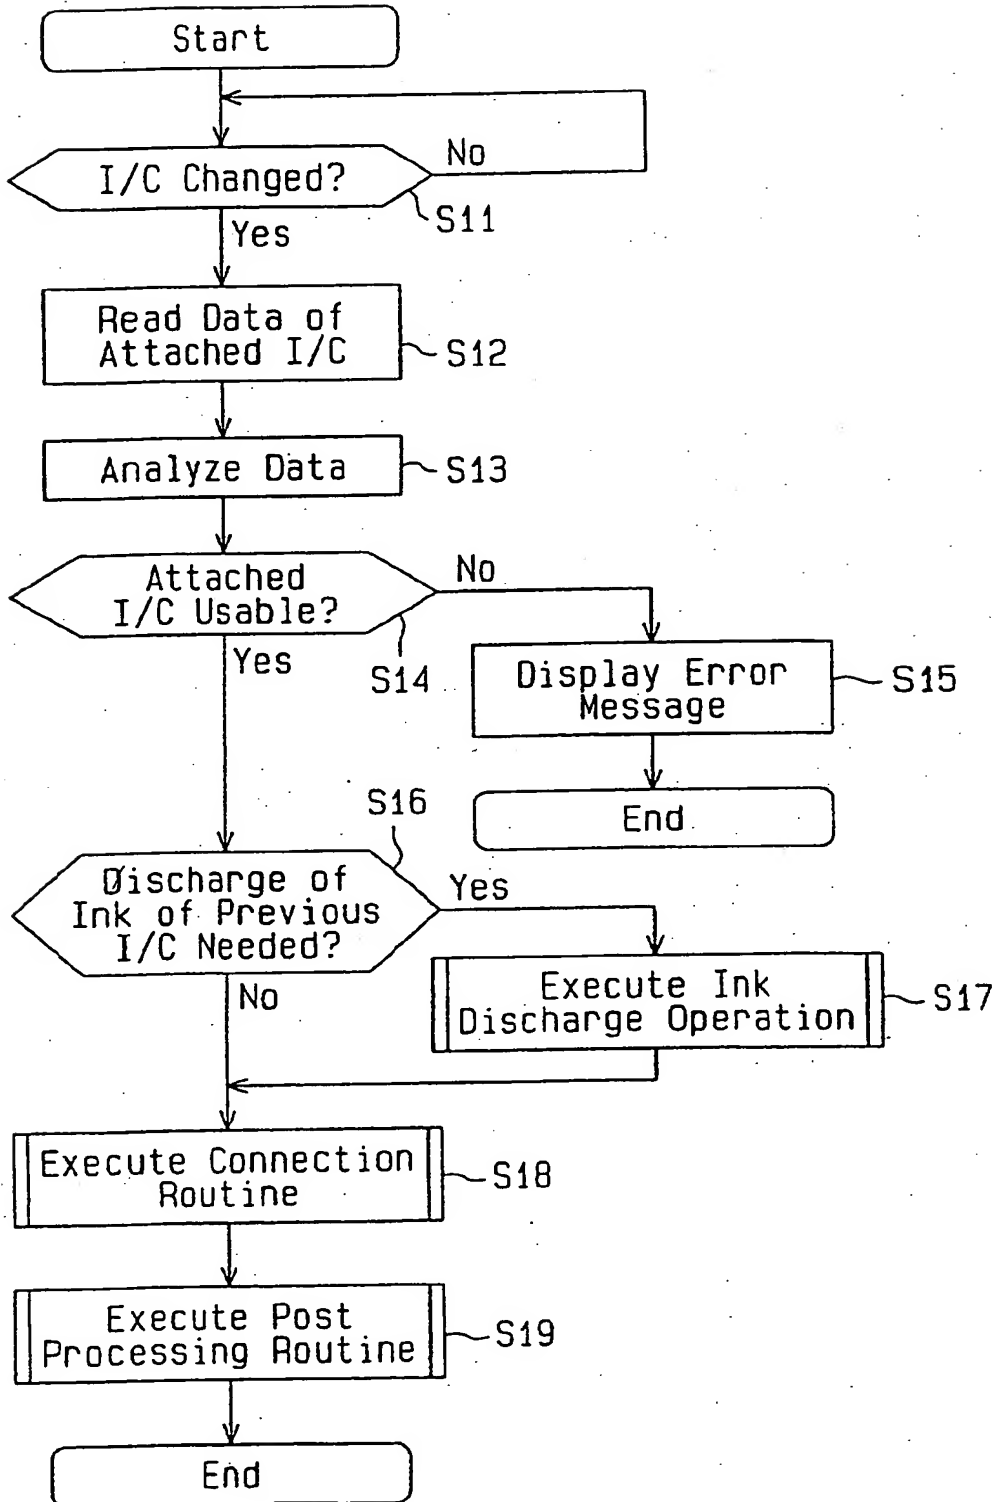 Start
No
I/C Changed?
S11
Yes
Read Data of
Attached I/C
S12
Analyze Data
S13
Attached
I/C Usable?
No
S14
Yes
Display Error
Message
S15
End
S16
Discharge of
Ink of Previous
I/C Needed?
Yes
No
Execute Ink
Discharge Operation
S17
Execute Connection
Routine
S18
Execute Post
Processing Routine
S19
End